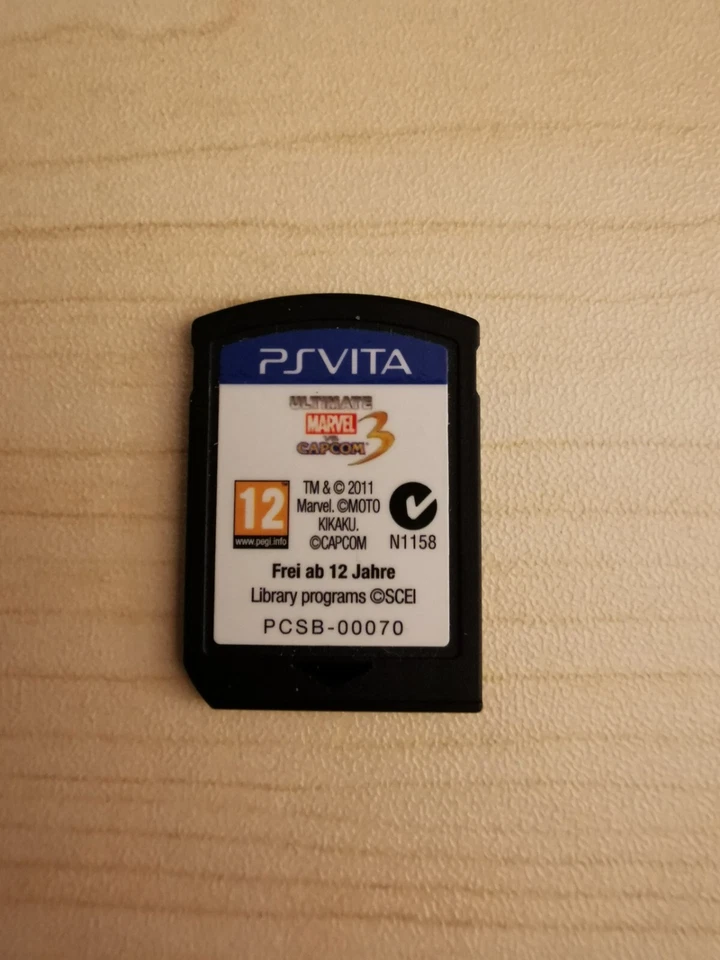 PSVITA
ULTIMATE
MARVEL
VS.
CAPCOM 3
12
www.pegi.info
TM & © 2011
Marvel. ©MOTO
KIKAKU.
©CAPCOM
N1158
Frei ab 12 Jahre
Library programs ©SCEI
PCSB-00070